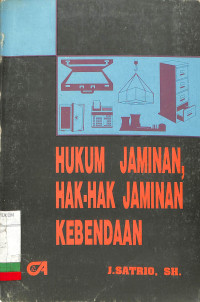 HUKUM JAMINAN,
HAK-HAK JAMINAN
KEBENDAAN
J.SATRIO, SH.